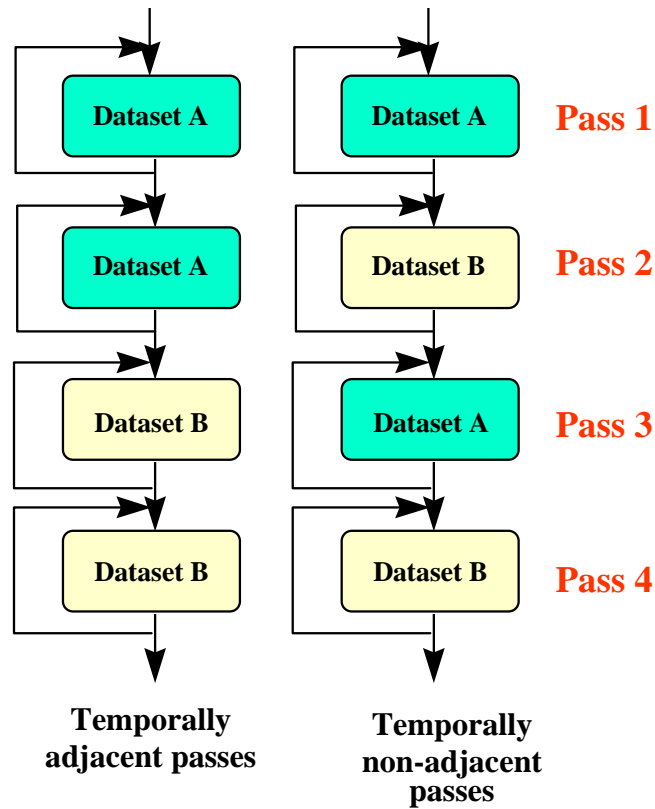 Dataset A
Dataset A
Pass 1
Dataset A
Dataset B
Pass 2
Dataset B
Dataset A
Pass 3
Dataset B
Dataset B
Pass 4
Temporally
adjacent passes
Temporally
non-adjacent
passes